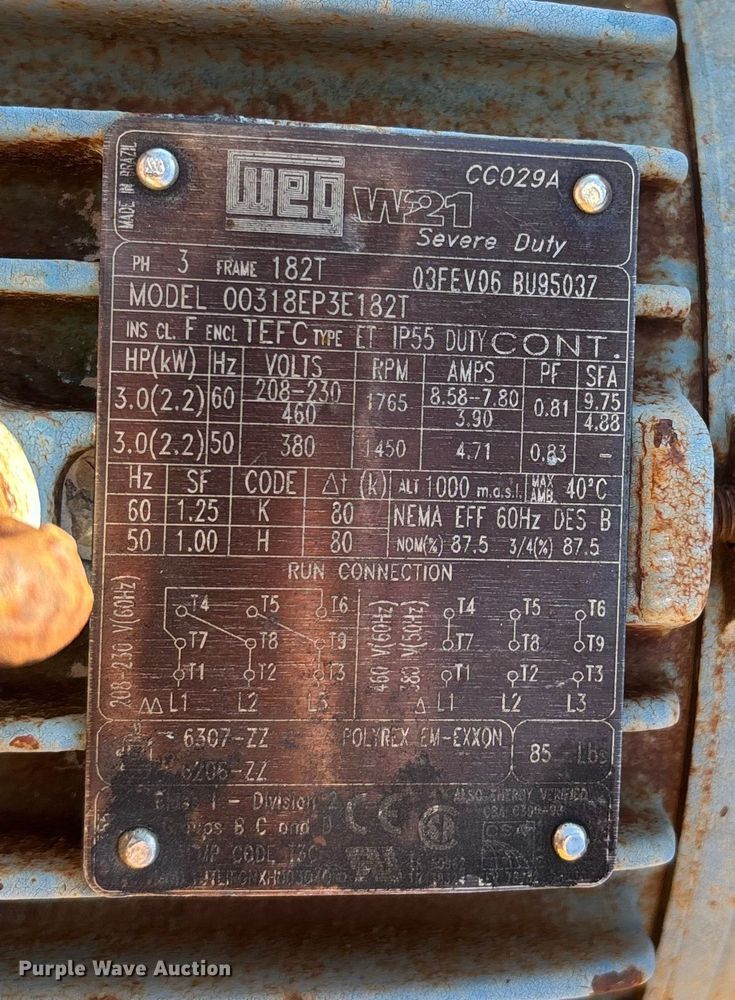 MADE IN BRAZIL
weg W21 CC029A
Severe Duty
PH 3 FRAME 182T 03FEV06 BU95037
MODEL 00318EP3E182T
INS CL. F ENCL TEFC TYPE ET IP55 DUTY CONT.
HP(kW) Hz VOLTS RPM AMPS PF SFA
3.0(2.2) 60 208-230 460 1765 8.58-7.80 3.90 0.81 9.75 4.88
3.0(2.2) 50 380 1450 4.71 0.83 -
Hz SF CODE Δt (k) ALT 1000 m.a.s.l. MAX AMB. 40°C
60 1.25 K 80 NEMA EFF 60Hz DES B
50 1.00 H 80 NOM(%) 87.5 3/4(%) 87.5
RUN CONNECTION
208-230 V(60Hz)
T4 T5 T6
T7 T8 T9
T1 T2 T3
ΔΔ L1 L2 L3
460 V(60Hz)
380 V(50Hz)
T4 T5 T6
T7 T8 T9
T1 T2 T3
Δ L1 L2 L3
6307-ZZ POLYREX EM-EXXON 85 Lbs
6206-ZZ
Class I - Division 2
Groups B C and D
CODE T3C
CE
ALSO ENERGY VERIFIED
Purple Wave Auction